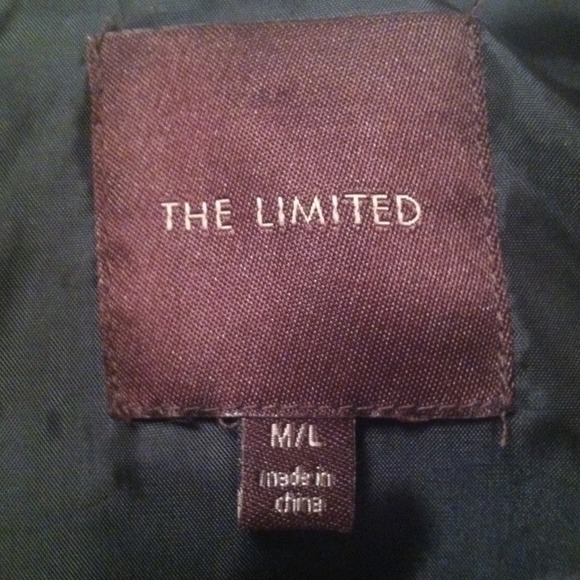 THE LIMITED
M/L
made in
china